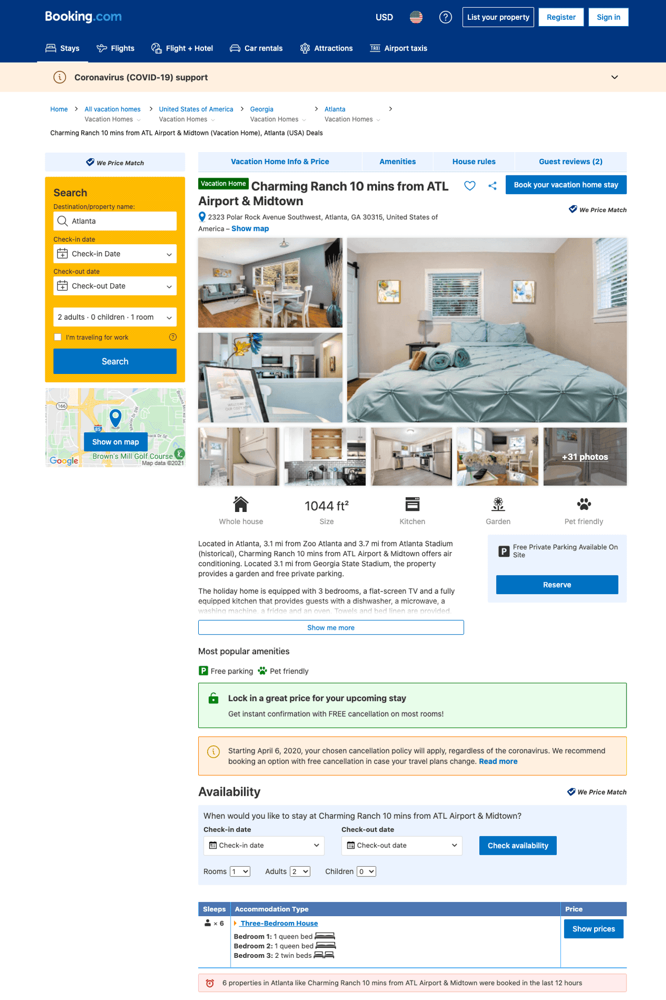 Booking.com
USD
List your property
Register
Sign in
Stays
Flights
Flight + Hotel
Car rentals
TAXI Airport taxis
Attractions
Coronavirus (COVID-19) support
Home
All vacation homes
United States of America
Georgia
Atlanta
Vacation Homes
Vacation Homes
Vacation Homes
Vacation Homes
Charming Ranch 10 mins from ATL Airport & Midtown (Vacation Home), Atlanta (USA) Deals
We Price Match
Search
Destination/property name:
Atlanta
Check-in date
Check-in Date
Check-out date
Check-out Date
2 adults · 0 children · 1 room
I'm traveling for work
Search
166
85
Macon Dr SW
Browns Mill Rd SE
Show on map
Brown's Mill Golf Course
Google
Map data ©2021
Vacation Home Info & Price
Amenities
House rules
Guest reviews (2)
Vacation Home Charming Ranch 10 mins from ATL
Airport & Midtown
Book your vacation home stay
We Price Match
2323 Polar Rock Avenue Southwest, Atlanta, GA 30315, United States of
America – Show map
WELCOME TO
OUR COZY HOME
+31 photos
Whole house
1044 ft²
Size
Kitchen
Garden
Pet friendly
Located in Atlanta, 3.1 mi from Zoo Atlanta and 3.7 mi from Atlanta Stadium
(historical), Charming Ranch 10 mins from ATL Airport & Midtown offers air
conditioning. Located 3.1 mi from Georgia State Stadium, the property
provides a garden and free private parking.
The holiday home is equipped with 3 bedrooms, a flat-screen TV and a fully
equipped kitchen that provides guests with a dishwasher, a microwave, a
washing machine, a fridge and an oven. Towels and bed linen are provided.
Show me more
P Free Private Parking Available On
Site
Reserve
Most popular amenities
P Free parking
Pet friendly
Lock in a great price for your upcoming stay
Get instant confirmation with FREE cancellation on most rooms!
Starting April 6, 2020, your chosen cancellation policy will apply, regardless of the coronavirus. We recommend
booking an option with free cancellation in case your travel plans change. Read more
Availability
We Price Match
When would you like to stay at Charming Ranch 10 mins from ATL Airport & Midtown?
Check-in date
Check-out date
Check-in date
Check-out date
Check availability
Rooms 1
Adults 2
Children 0
Sleeps
Accommodation Type
Price
× 6
Three-Bedroom House
Show prices
Bedroom 1: 1 queen bed
Bedroom 2: 1 queen bed
Bedroom 3: 2 twin beds
6 properties in Atlanta like Charming Ranch 10 mins from ATL Airport & Midtown were booked in the last 12 hours